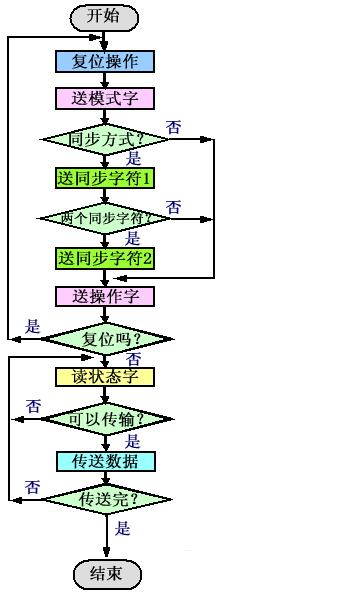 开始
复位操作
送模式字
同步方式?
否
是
送同步字符1
两个同步字符?
否
是
送同步字符2
送操作字
复位吗?
是
否
读状态字
可以传输?
否
是
传送数据
传送完?
否
是
结束